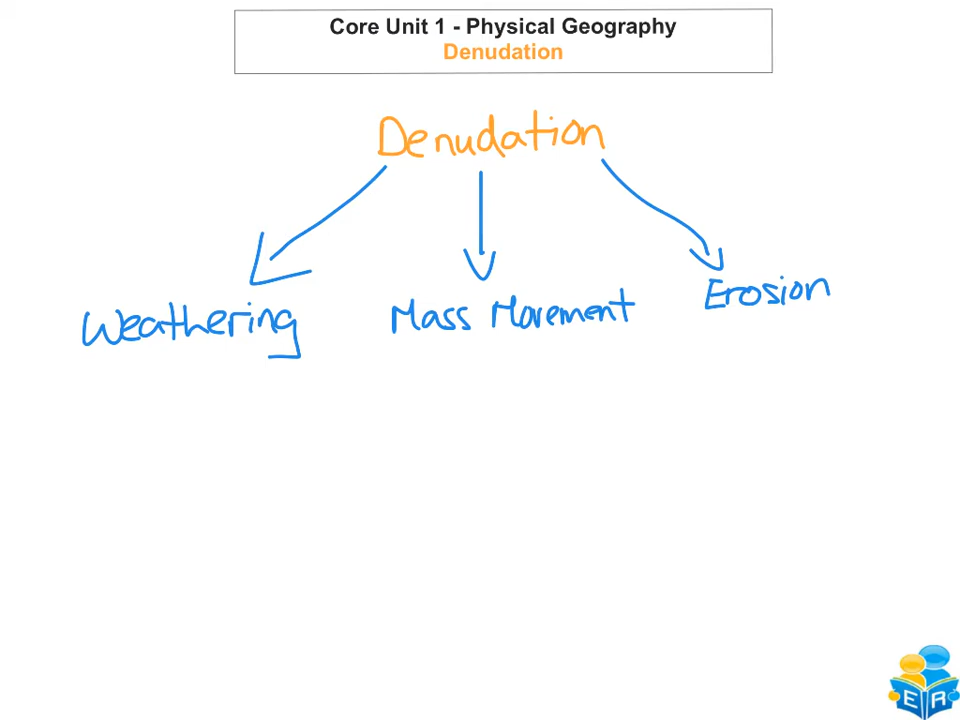 Core Unit 1 - Physical Geography
Denudation
Denudation
Weathering
Mass Movement
Erosion
E R